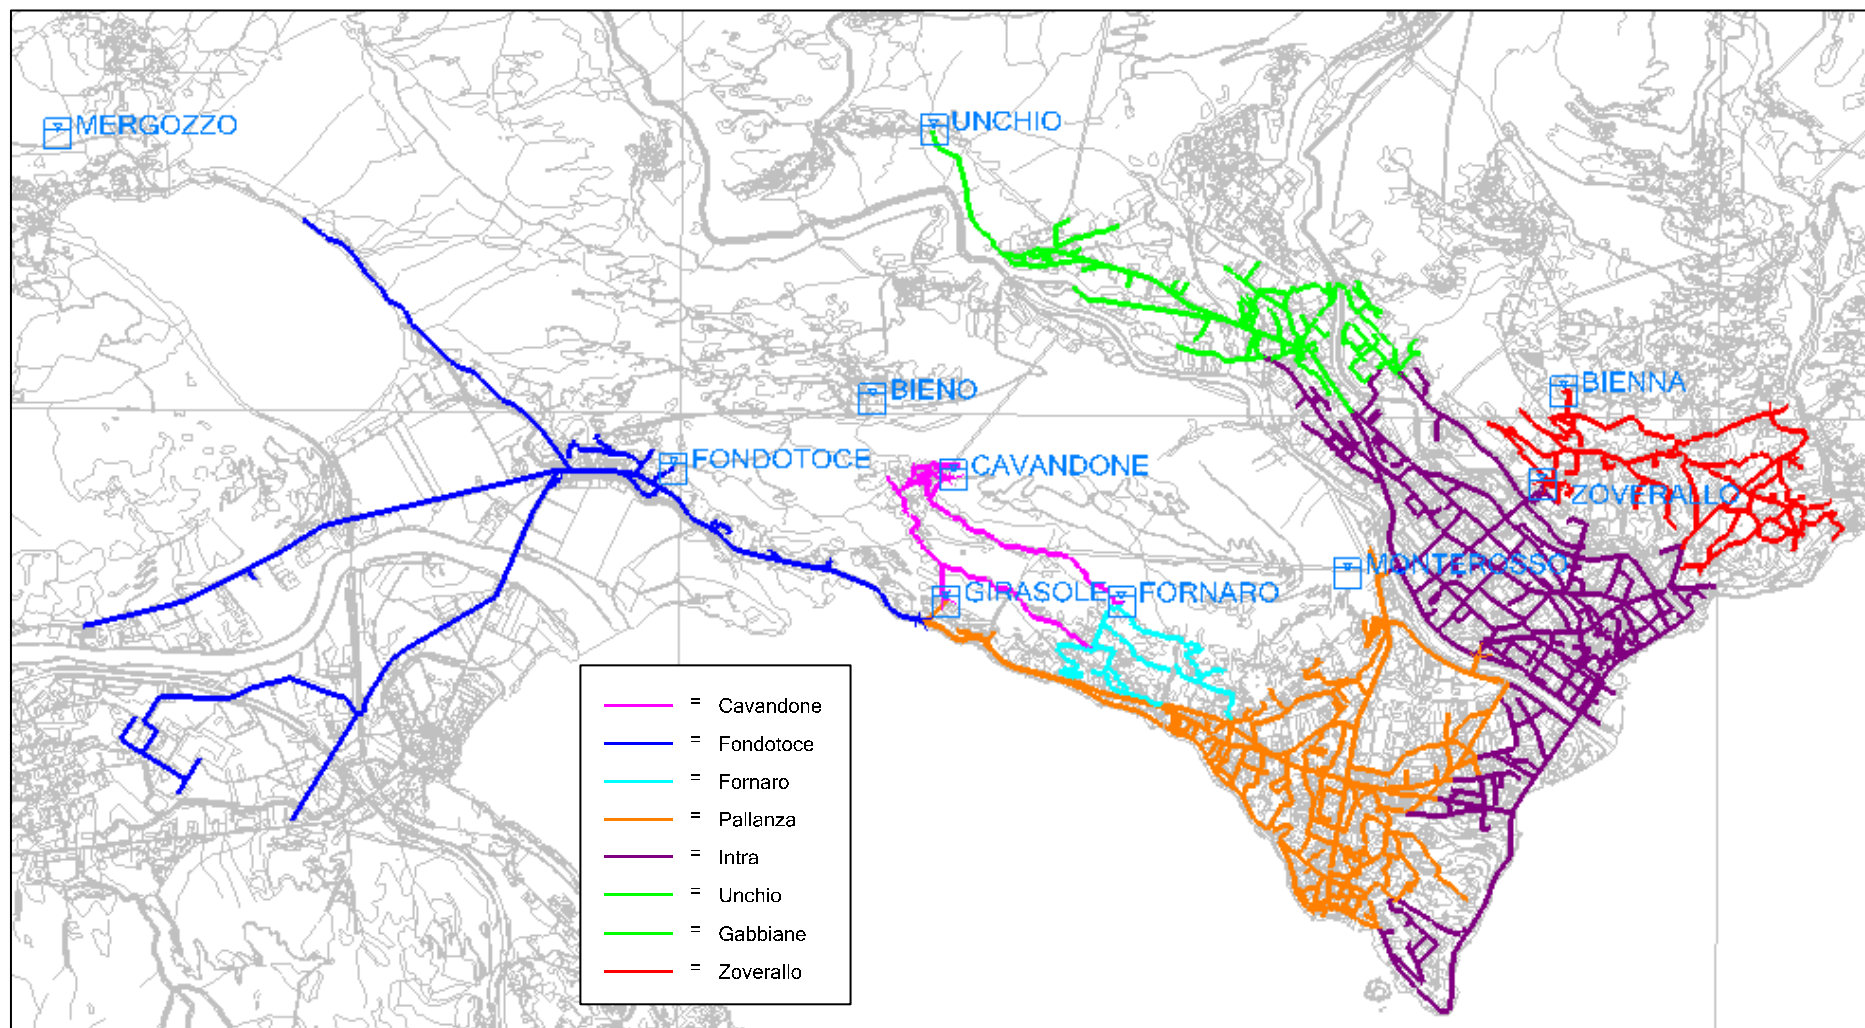 MERGOZZO
UNCHIO
BIENO
BIENNA
FONDOTOCE
CAVANDONE
ZOVERALLO
MONTEROSSO
GIRASOLE
FORNARO
= Cavandone
= Fondotoce
= Fornaro
= Pallanza
= Intra
= Unchio
= Gabbiane
= Zoverallo